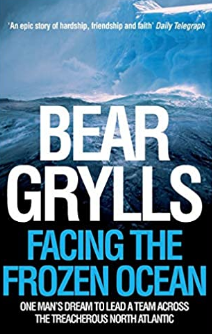 'An epic story of hardship, friendship and faith' Daily Telegraph
BEAR
GRYLLS
FACING THE
FROZEN OCEAN
ONE MAN'S DREAM TO LEAD A TEAM ACROSS
THE TREACHEROUS NORTH ATLANTIC